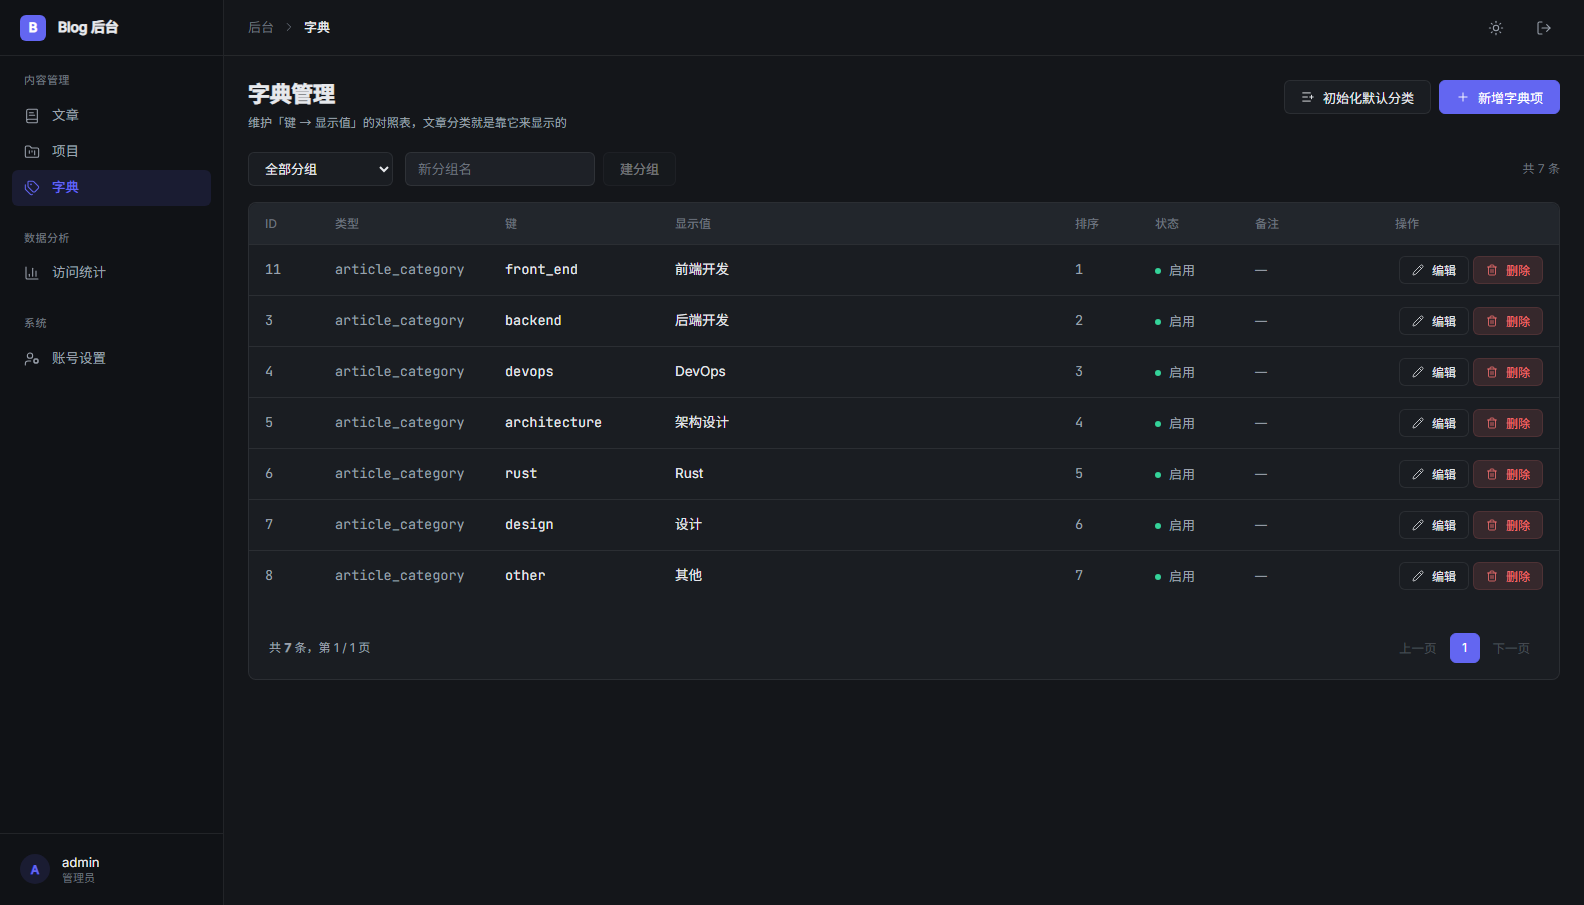 B Blog 后台
后台 > 字典
内容管理
文章
项目
字典
数据分析
访问统计
系统
账号设置
A admin
管理员
字典管理
维护「键 → 显示值」的对照表，文章分类就是靠它来显示的
初始化默认分类
+ 新增字典项
全部分组 新分组名 建分组 共 7 条
ID 类型 键 显示值 排序 状态 备注 操作
11 article_category front_end 前端开发 1 启用 — 编辑 删除
3 article_category backend 后端开发 2 启用 — 编辑 删除
4 article_category devops DevOps 3 启用 — 编辑 删除
5 article_category architecture 架构设计 4 启用 — 编辑 删除
6 article_category rust Rust 5 启用 — 编辑 删除
7 article_category design 设计 6 启用 — 编辑 删除
8 article_category other 其他 7 启用 — 编辑 删除
共 7 条，第 1 / 1 页 上一页 1 下一页